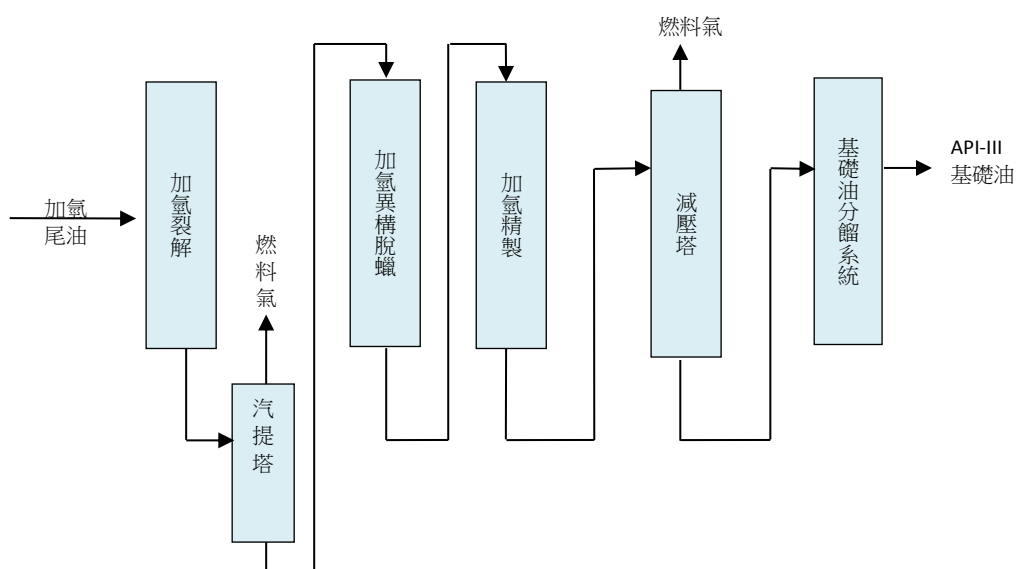 加氫
尾油
加氫裂解
燃料氣
汽提塔
加氫異構脫蠟
加氫精製
燃料氣
減壓塔
基礎油分餾系統
API-III
基礎油